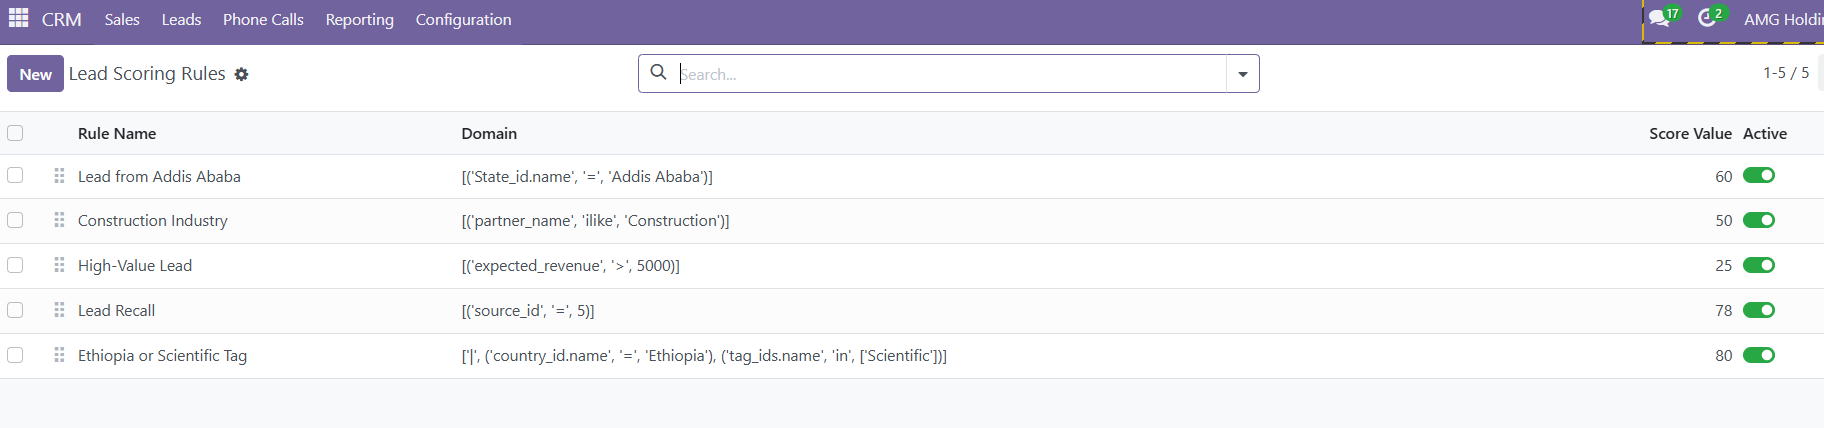 CRM Sales Leads Phone Calls Reporting Configuration 17 2 AMG Holdi
New Lead Scoring Rules Search... 1-5 / 5
Rule Name Domain Score Value Active
Lead from Addis Ababa [('State_id.name', '=', 'Addis Ababa')] 60
Construction Industry [('partner_name', 'ilike', 'Construction')] 50
High-Value Lead [('expected_revenue', '>', 5000)] 25
Lead Recall [('source_id', '=', 5)] 78
Ethiopia or Scientific Tag ['|', ('country_id.name', '=', 'Ethiopia'), ('tag_ids.name', 'in', ['Scientific'])] 80